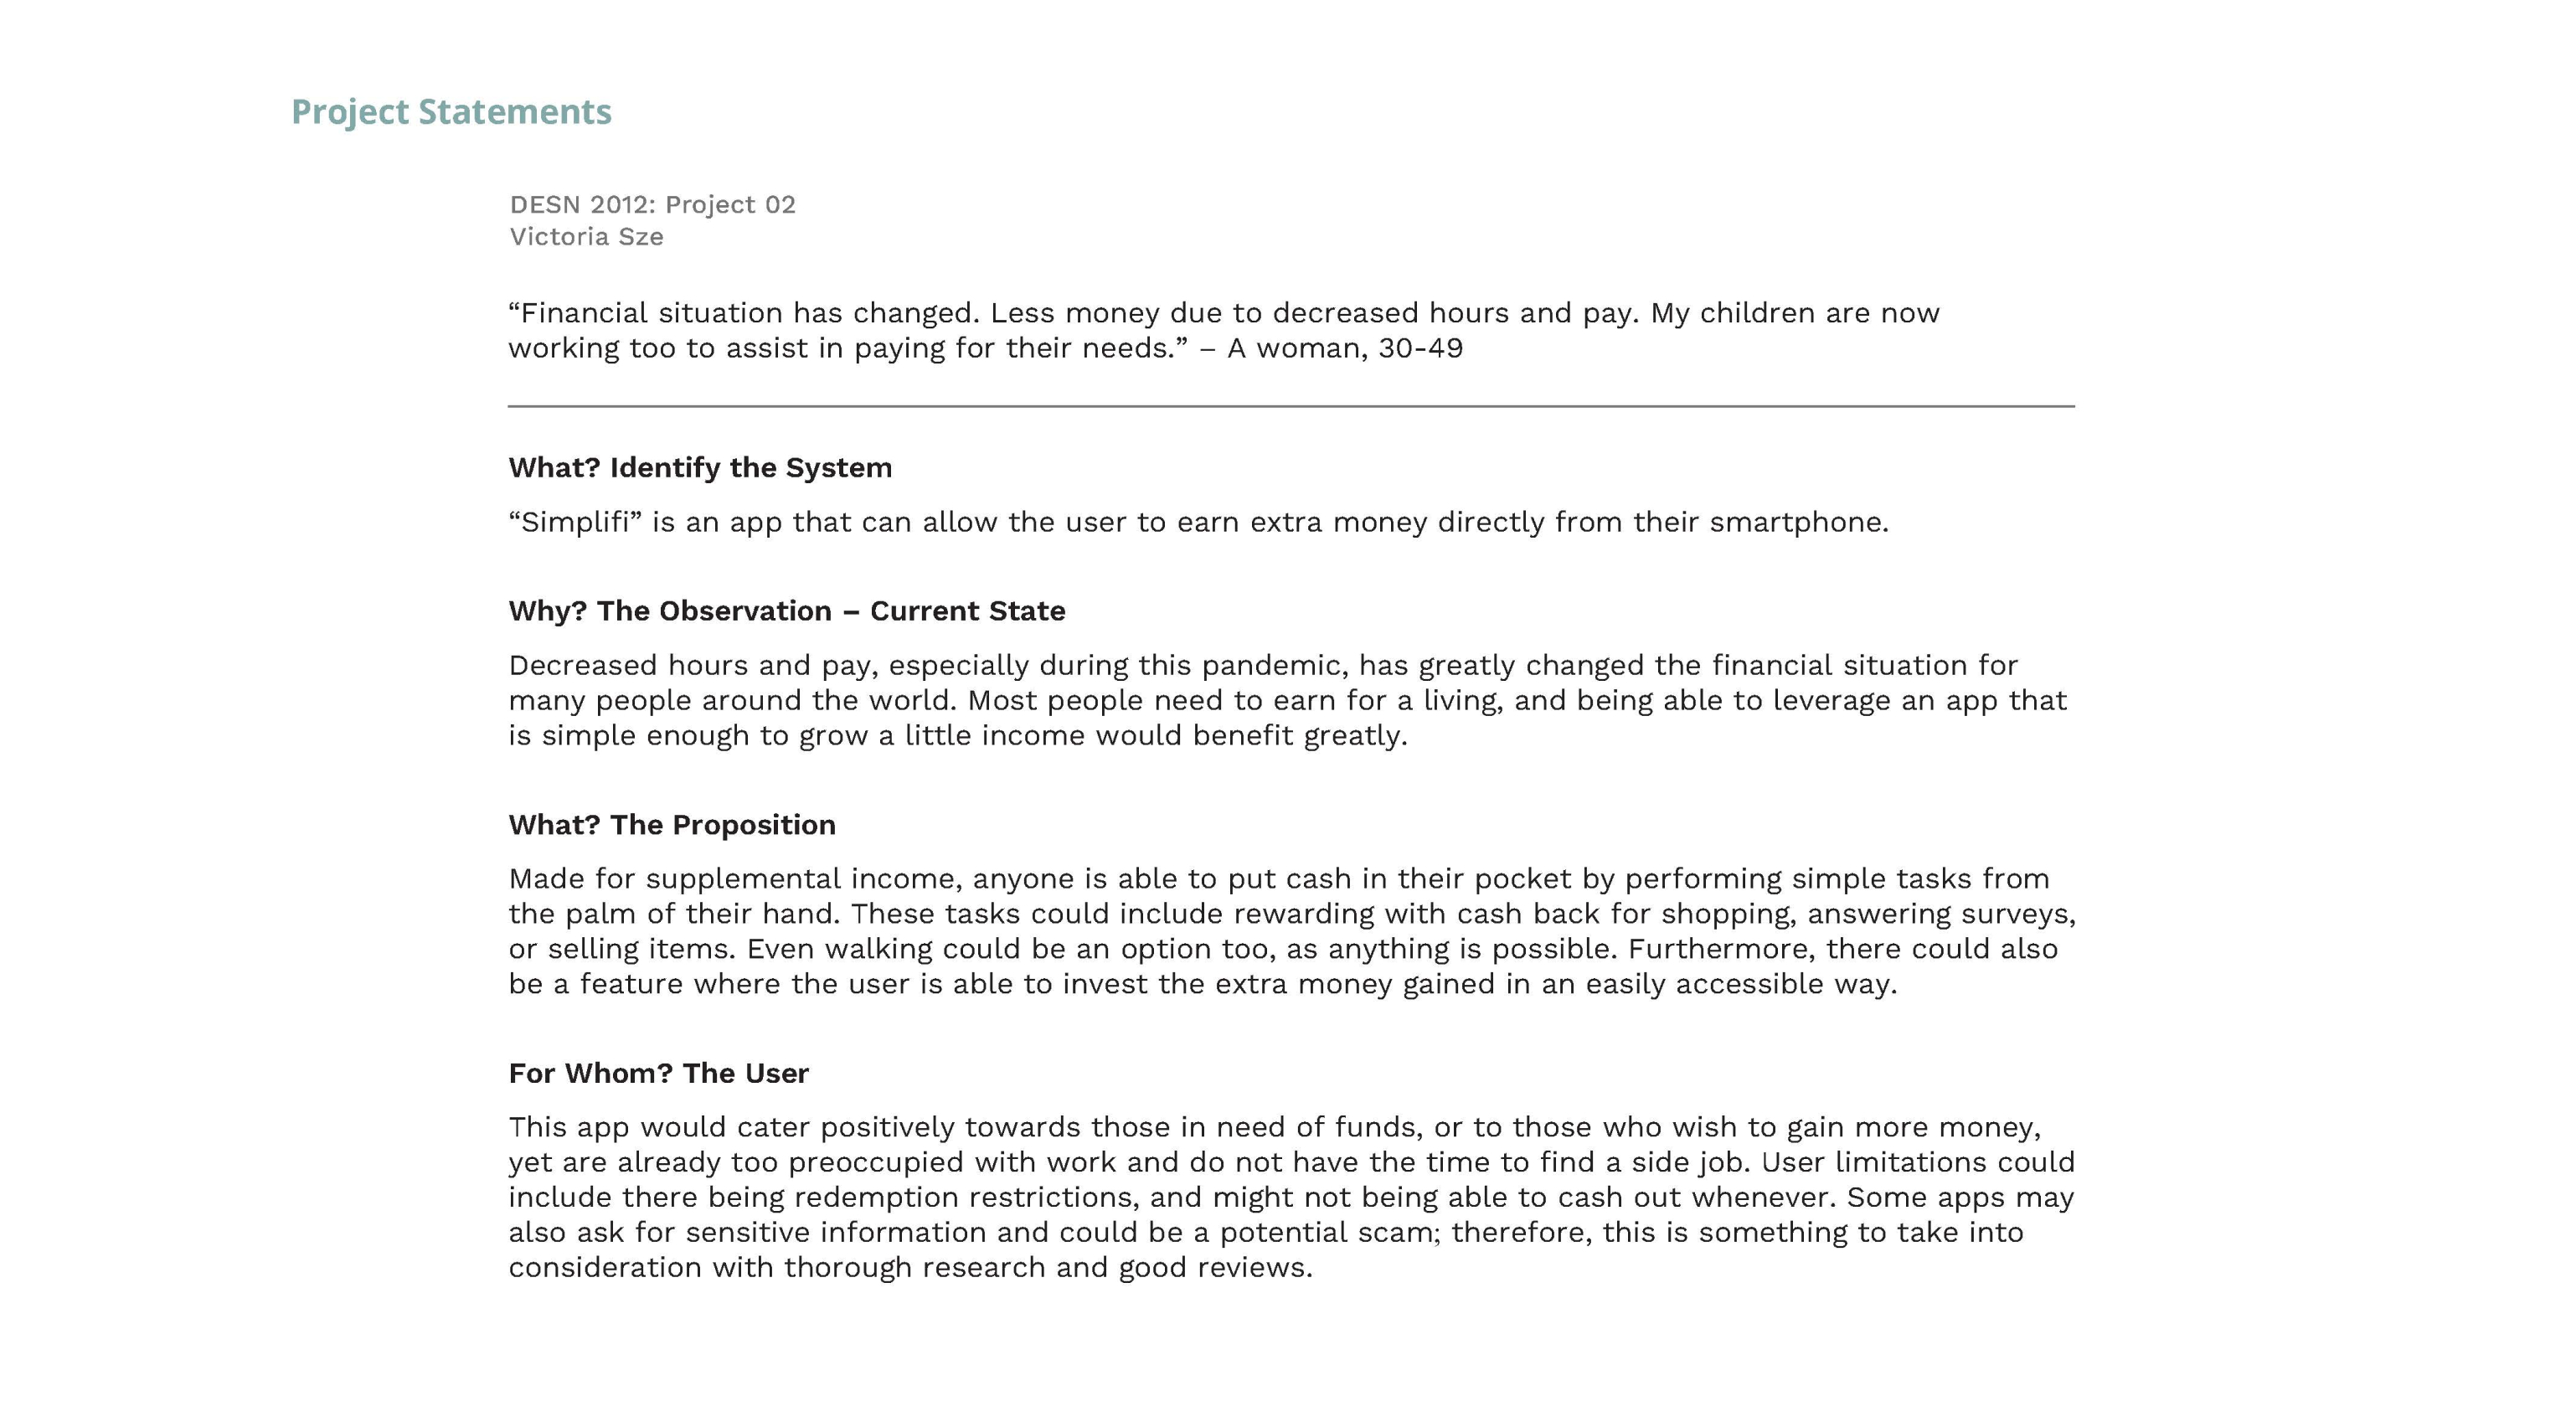 Project Statements
DESN 2012: Project 02
Victoria Sze
“Financial situation has changed. Less money due to decreased hours and pay. My children are now
working too to assist in paying for their needs.” – A woman, 30-49
What? Identify the System
“Simplifi” is an app that can allow the user to earn extra money directly from their smartphone.
Why? The Observation – Current State
Decreased hours and pay, especially during this pandemic, has greatly changed the financial situation for
many people around the world. Most people need to earn for a living, and being able to leverage an app that
is simple enough to grow a little income would benefit greatly.
What? The Proposition
Made for supplemental income, anyone is able to put cash in their pocket by performing simple tasks from
the palm of their hand. These tasks could include rewarding with cash back for shopping, answering surveys,
or selling items. Even walking could be an option too, as anything is possible. Furthermore, there could also
be a feature where the user is able to invest the extra money gained in an easily accessible way.
For Whom? The User
This app would cater positively towards those in need of funds, or to those who wish to gain more money,
yet are already too preoccupied with work and do not have the time to find a side job. User limitations could
include there being redemption restrictions, and might not being able to cash out whenever. Some apps may
also ask for sensitive information and could be a potential scam; therefore, this is something to take into
consideration with thorough research and good reviews.